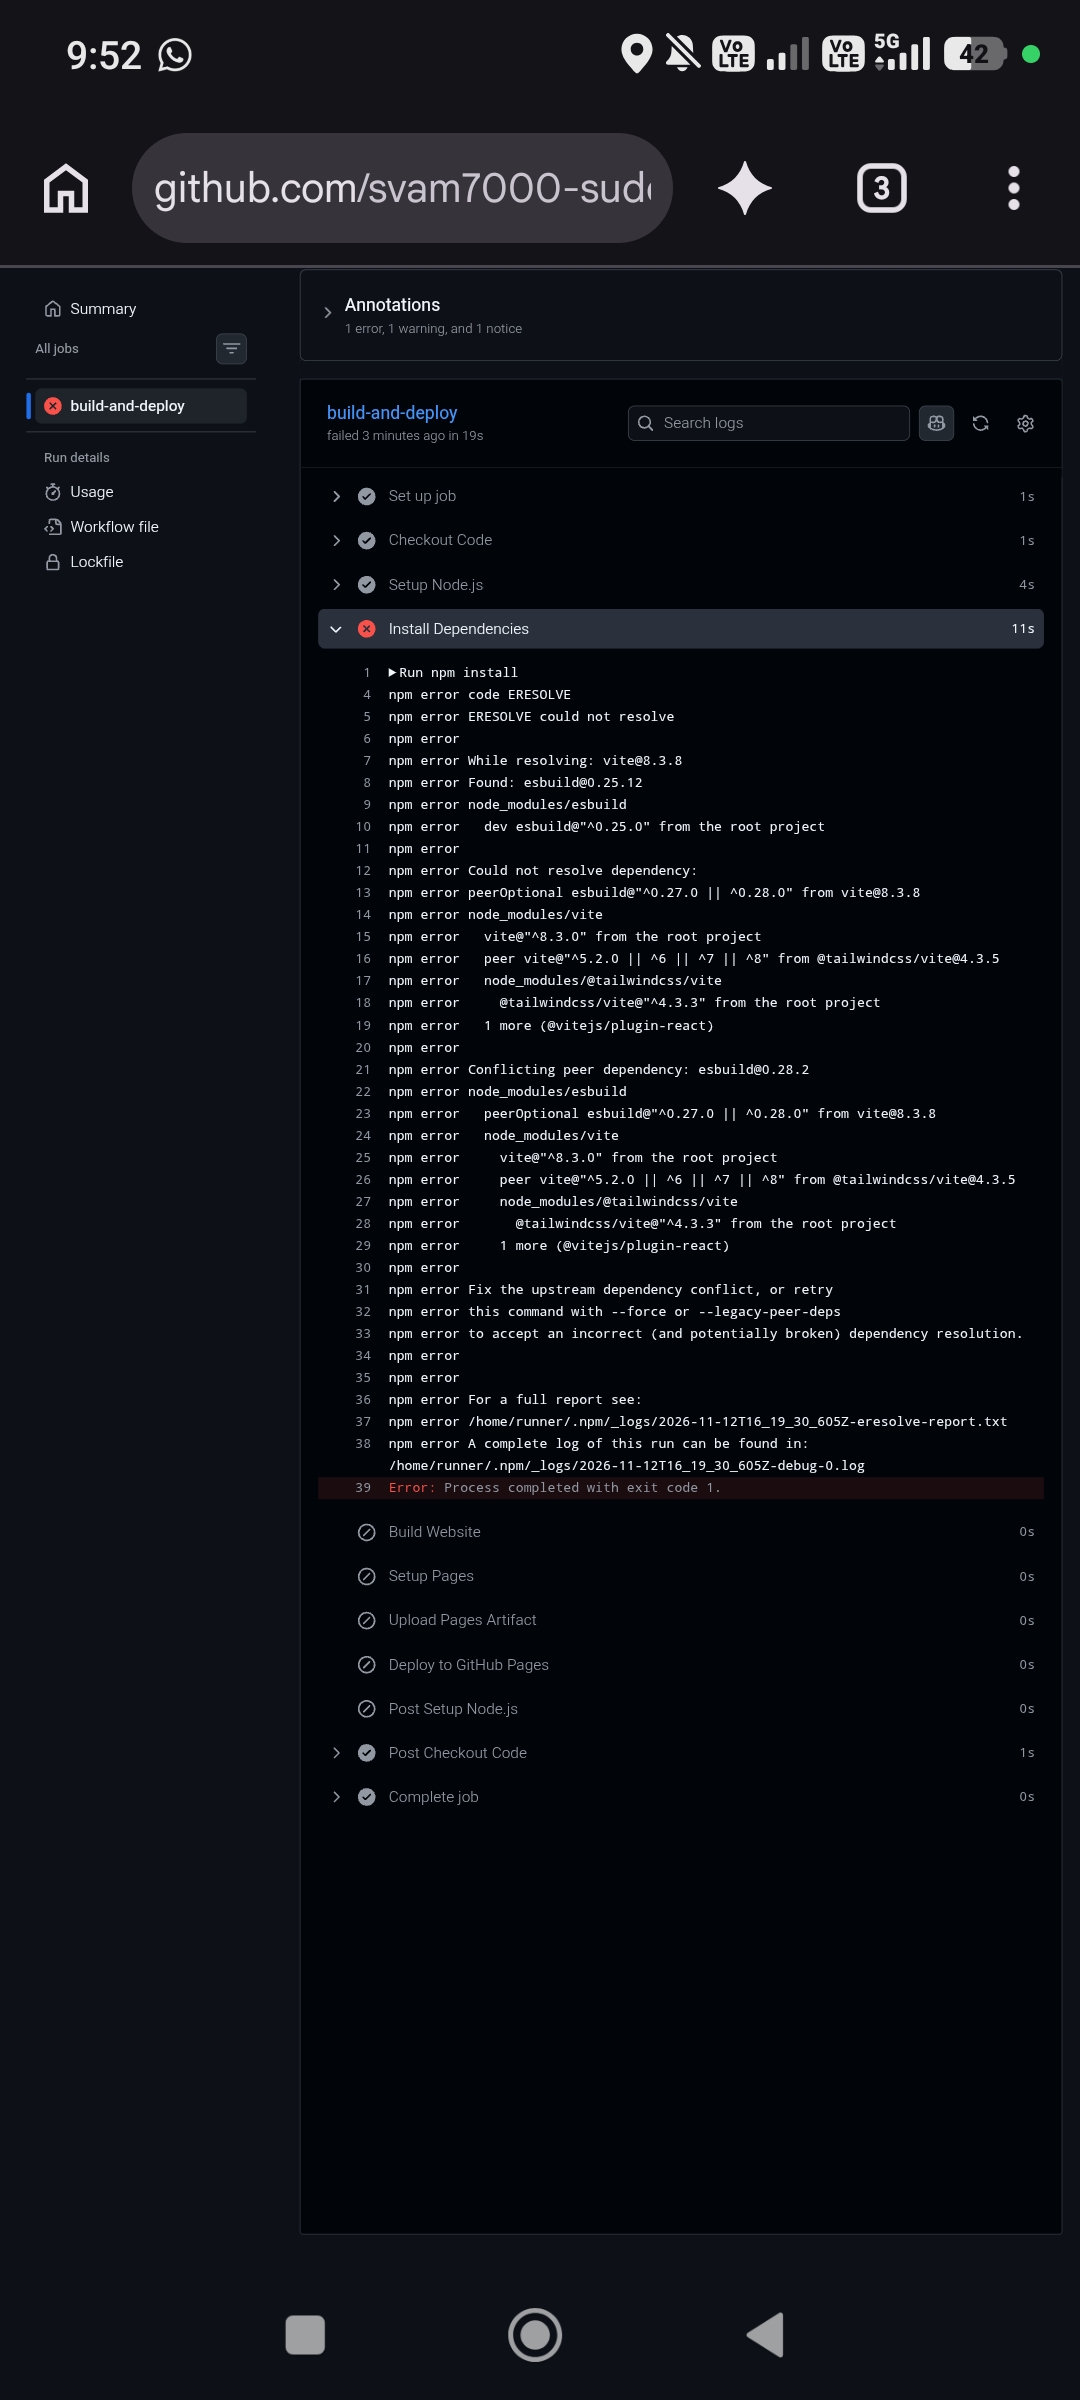 9:52
Vo LTE
Vo LTE
5G
42
github.com/svam7000-sud
3
Summary
All jobs
build-and-deploy
Run details
Usage
Workflow file
Lockfile
Annotations
1 error, 1 warning, and 1 notice
build-and-deploy
failed 3 minutes ago in 19s
Search logs
Set up job 1s
Checkout Code 1s
Setup Node.js 4s
Install Dependencies 11s
1 Run npm install
4 npm error code ERESOLVE
5 npm error ERESOLVE could not resolve
6 npm error
7 npm error While resolving: vite@8.3.8
8 npm error Found: esbuild@0.25.12
9 npm error node_modules/esbuild
10 npm error dev esbuild@"^0.25.0" from the root project
11 npm error
12 npm error Could not resolve dependency:
13 npm error peerOptional esbuild@"^0.27.0 || ^0.28.0" from vite@8.3.8
14 npm error node_modules/vite
15 npm error vite@"^8.3.0" from the root project
16 npm error peer vite@"^5.2.0 || ^6 || ^7 || ^8" from @tailwindcss/vite@4.3.5
17 npm error node_modules/@tailwindcss/vite
18 npm error @tailwindcss/vite@"^4.3.3" from the root project
19 npm error 1 more (@vitejs/plugin-react)
20 npm error
21 npm error Conflicting peer dependency: esbuild@0.28.2
22 npm error node_modules/esbuild
23 npm error peerOptional esbuild@"^0.27.0 || ^0.28.0" from vite@8.3.8
24 npm error node_modules/vite
25 npm error vite@"^8.3.0" from the root project
26 npm error peer vite@"^5.2.0 || ^6 || ^7 || ^8" from @tailwindcss/vite@4.3.5
27 npm error node_modules/@tailwindcss/vite
28 npm error @tailwindcss/vite@"^4.3.3" from the root project
29 npm error 1 more (@vitejs/plugin-react)
30 npm error
31 npm error Fix the upstream dependency conflict, or retry
32 npm error this command with --force or --legacy-peer-deps
33 npm error to accept an incorrect (and potentially broken) dependency resolution.
34 npm error
35 npm error
36 npm error For a full report see:
37 npm error /home/runner/.npm/_logs/2026-11-12T16_19_30_605Z-eresolve-report.txt
38 npm error A complete log of this run can be found in:
/home/runner/.npm/_logs/2026-11-12T16_19_30_605Z-debug-0.log
39 Error: Process completed with exit code 1.
Build Website 0s
Setup Pages 0s
Upload Pages Artifact 0s
Deploy to GitHub Pages 0s
Post Setup Node.js 0s
Post Checkout Code 1s
Complete job 0s